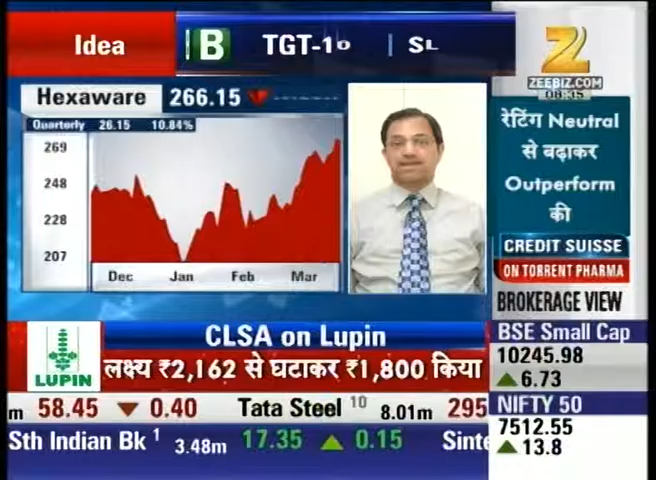 Idea
B TGT-10 SL
Z
ZEEBIZ.COM
08:35
Hexaware 266.15
Quarterly 26.15 10.84%
269
248
228
207
Dec Jan Feb Mar
रेटिंग Neutral
से बढ़ाकर
Outperform
की
CREDIT SUISSE
ON TORRENT PHARMA
BROKERAGE VIEW
LUPIN
CLSA on Lupin
लक्ष्य ₹2,162 से घटाकर ₹1,800 किया
BSE Small Cap
10245.98
6.73
NIFTY 50
7512.55
13.8
m 58.45 0.40 Tata Steel 10 8.01m 295
Sth Indian Bk 1 3.48m 17.35 0.15 Sinte